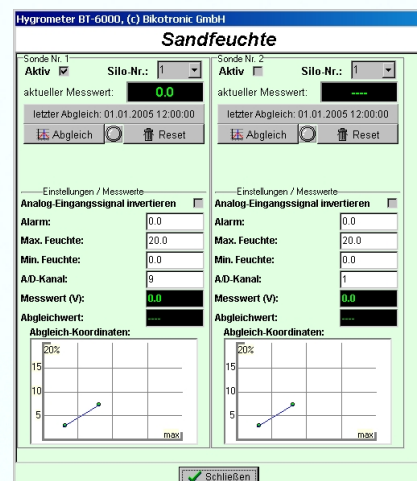 Hygrometer BT-6000, (c) Bikotronic GmbH
Sandfeuchte
Sonde Nr. 1
Aktiv Silo-Nr.: 1
aktueller Messwert: 0.0
letzter Abgleich: 01.01.2005 12:00:00
Abgleich Reset
Einstellungen / Messwerte
Analog-Eingangssignal invertieren
Alarm: 0.0
Max. Feuchte: 20.0
Min. Feuchte: 0.0
A/D-Kanal: 9
Messwert (V): 0.0
Abgleichwert: ----
Abgleich-Koordinaten:
20%
15
10
5
max
Sonde Nr. 2
Aktiv Silo-Nr.: 1
aktueller Messwert: ----
letzter Abgleich: 01.01.2005 12:00:00
Abgleich Reset
Einstellungen / Messwerte
Analog-Eingangssignal invertieren
Alarm: 0.0
Max. Feuchte: 20.0
Min. Feuchte: 0.0
A/D-Kanal: 1
Messwert (V): 0.0
Abgleichwert: ----
Abgleich-Koordinaten:
20%
15
10
5
max
Schließen